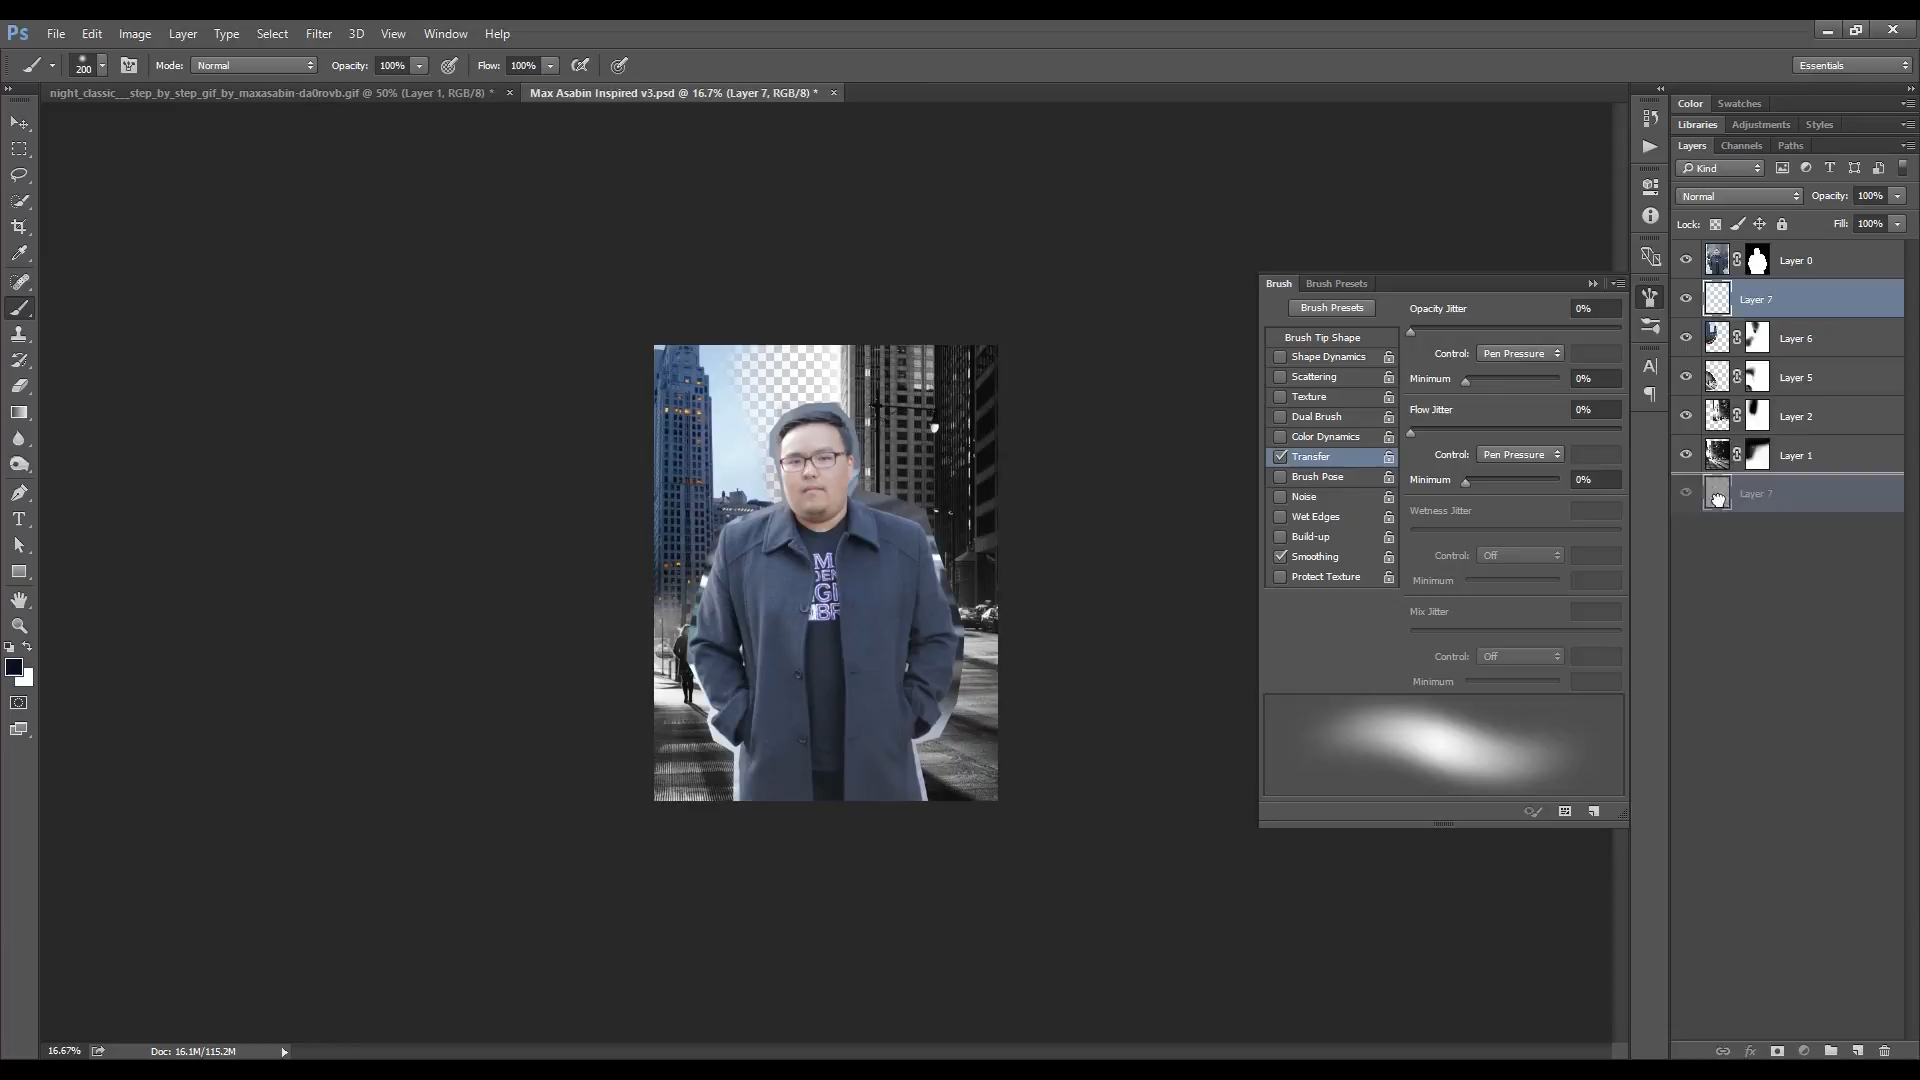 Ps File Edit Image Layer Type Select Filter 3D View Window Help
200 Mode: Normal Opacity: 100% Flow: 100% Essentials
night_classic___step_by_step_gif_by_maxasabin-da0rovb.gif @ 50% (Layer 1, RGB/8) * Max Asabin Inspired v3.psd @ 16.7% (Layer 7, RGB/8) *
Color Swatches
Libraries Adjustments Styles
Layers Channels Paths
Kind
Normal Opacity: 100%
Lock: Fill: 100%
Layer 0
Layer 7
Layer 6
Layer 5
Layer 2
Layer 1
Layer 7
Brush Brush Presets
Brush Presets
Brush Tip Shape
Shape Dynamics
Scattering
Texture
Dual Brush
Color Dynamics
Transfer
Brush Pose
Noise
Wet Edges
Build-up
Smoothing
Protect Texture
Opacity Jitter 0%
Control: Pen Pressure
Minimum 0%
Flow Jitter 0%
Control: Pen Pressure
Minimum 0%
Wetness Jitter
Control: Off
Minimum
Mix Jitter
Control: Off
Minimum
16.67% Doc: 16.1M/115.2M